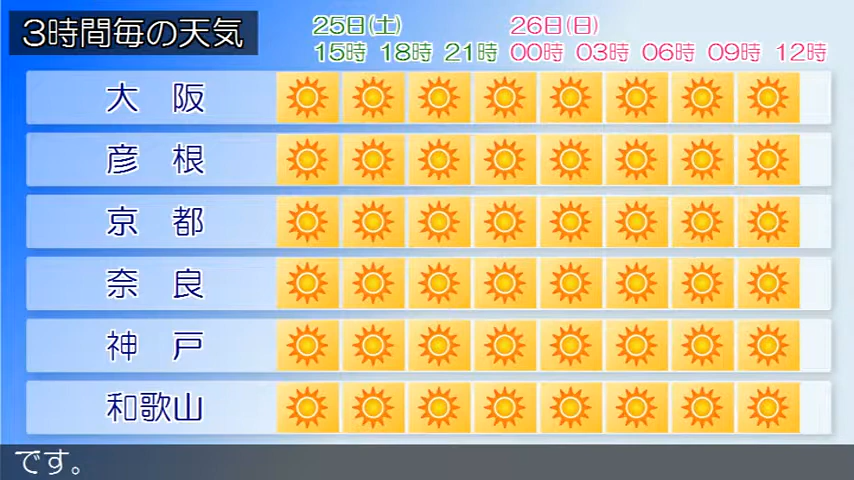 3時間毎の天気
25日(土) 26日(日)
15時 18時 21時 00時 03時 06時 09時 12時
大 阪
彦 根
京 都
奈 良
神 戸
和歌山
です。